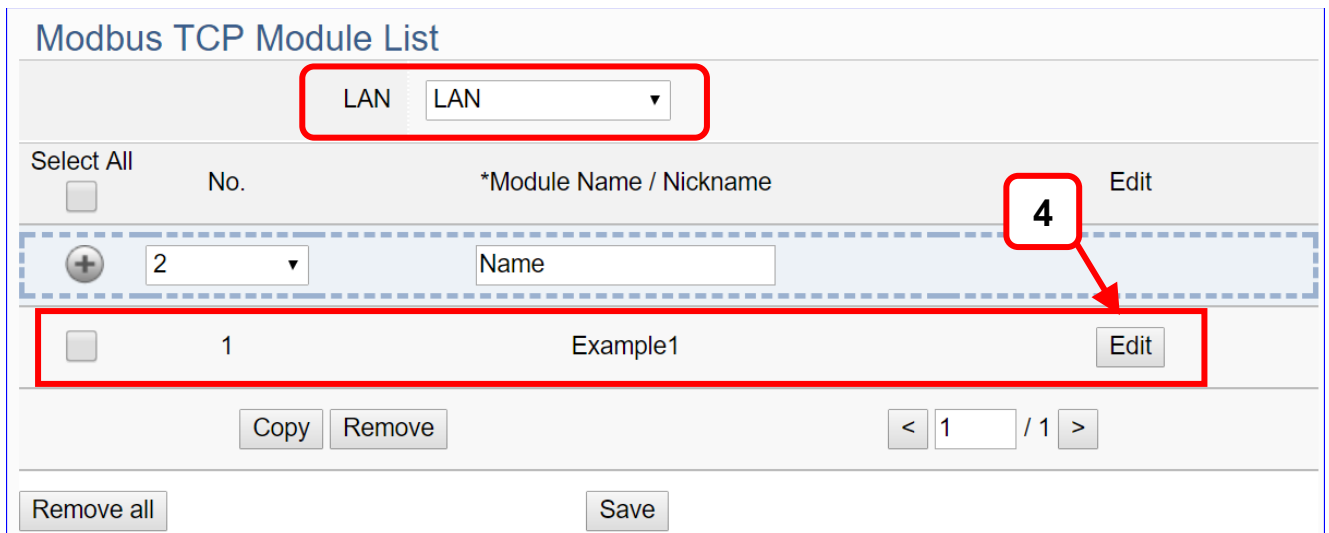 Modbus TCP Module List
LAN LAN
Select All
No. *Module Name / Nickname Edit
4
2 Name
1 Example1 Edit
Copy Remove < 1 / 1 >
Remove all Save